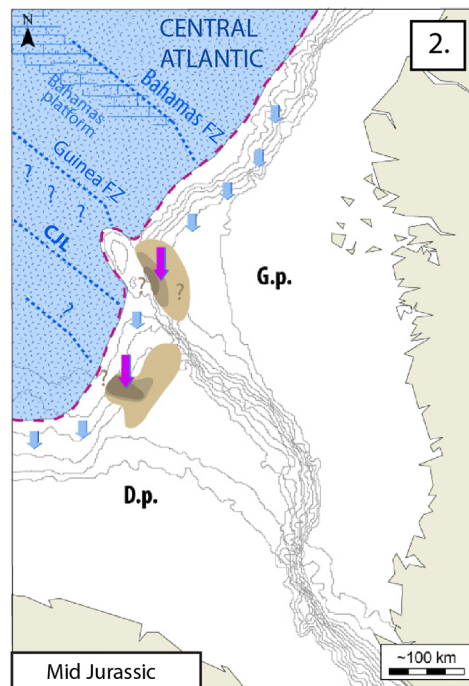 N
CENTRAL
ATLANTIC
2.
Bahamas
platform
Bahamas FZ
Guinea FZ
?
?
CJL
?
G.p.
?
?
?
D.p.
Mid Jurassic
~100 km